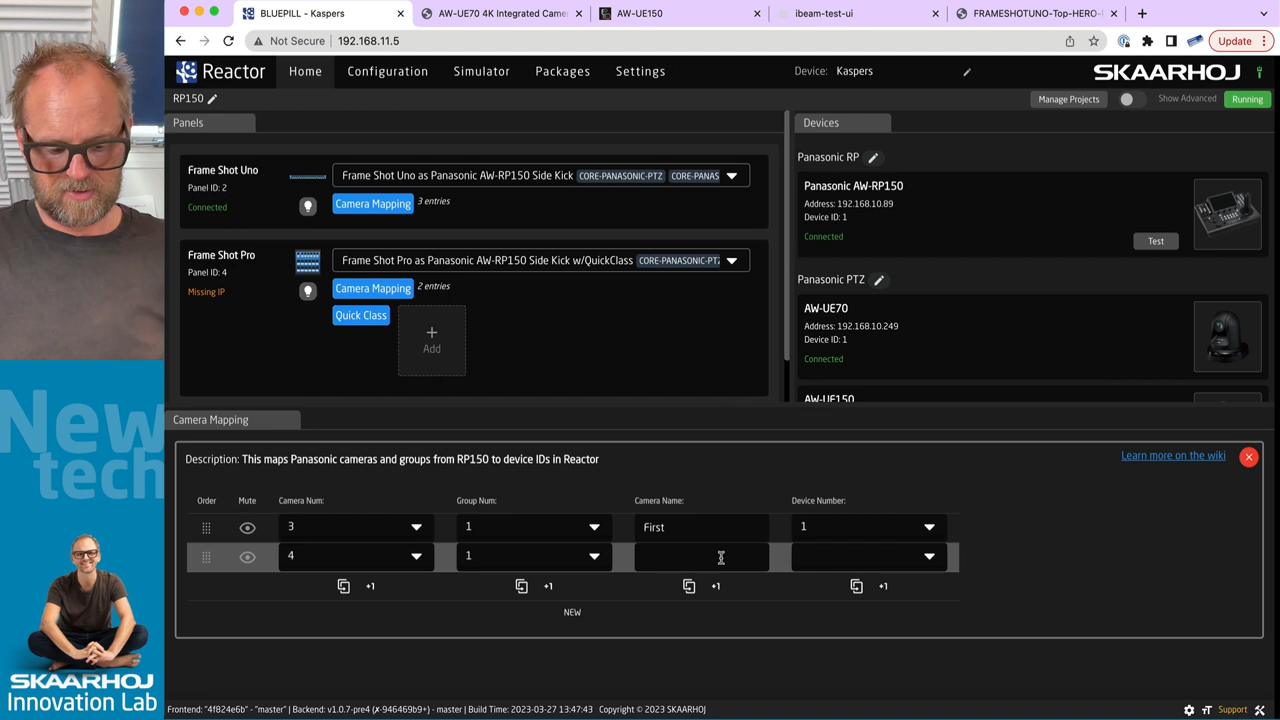 BLUEPILL - Kaspers
AW-UE70 4K Integrated Came
AW-UE150
ibeam-test-ui
FRAMESHOTUNO-Top-HERO-
Not Secure
192.168.11.5
Update
Reactor
Home
Configuration
Simulator
Packages
Settings
Device:
Kaspers
SKAARHOJ
RP150
Manage Projects
Show Advanced
Running
Panels
Devices
Frame Shot Uno
Panel ID: 2
Connected
Frame Shot Uno as Panasonic AW-RP150 Side Kick
CORE-PANASONIC-PTZ
CORE-PANAS
Camera Mapping
3 entries
Frame Shot Pro
Panel ID: 4
Missing IP
Frame Shot Pro as Panasonic AW-RP150 Side Kick w/QuickClass
CORE-PANASONIC-PTZ
Camera Mapping
2 entries
Quick Class
+
Add
Panasonic RP
Panasonic AW-RP150
Address: 192.168.10.89
Device ID: 1
Connected
Test
Panasonic PTZ
AW-UE70
Address: 192.168.10.249
Device ID: 1
Connected
AW-UE150
Camera Mapping
Description: This maps Panasonic cameras and groups from RP150 to device IDs in Reactor
Learn more on the wiki
Order
Mute
Camera Num:
Group Num:
Camera Name:
Device Number:
3
1
First
1
4
1
+1
+1
+1
+1
NEW
New
tech
SKAARHOJ
Innovation Lab
Frontend: "4f824e6b" - "master" | Backend: v1.0.7-pre4 (✗-946469b9+) - master | Build Time: 2023-03-27 13:47:43 Copyright © 2023 SKAARHOJ
Support